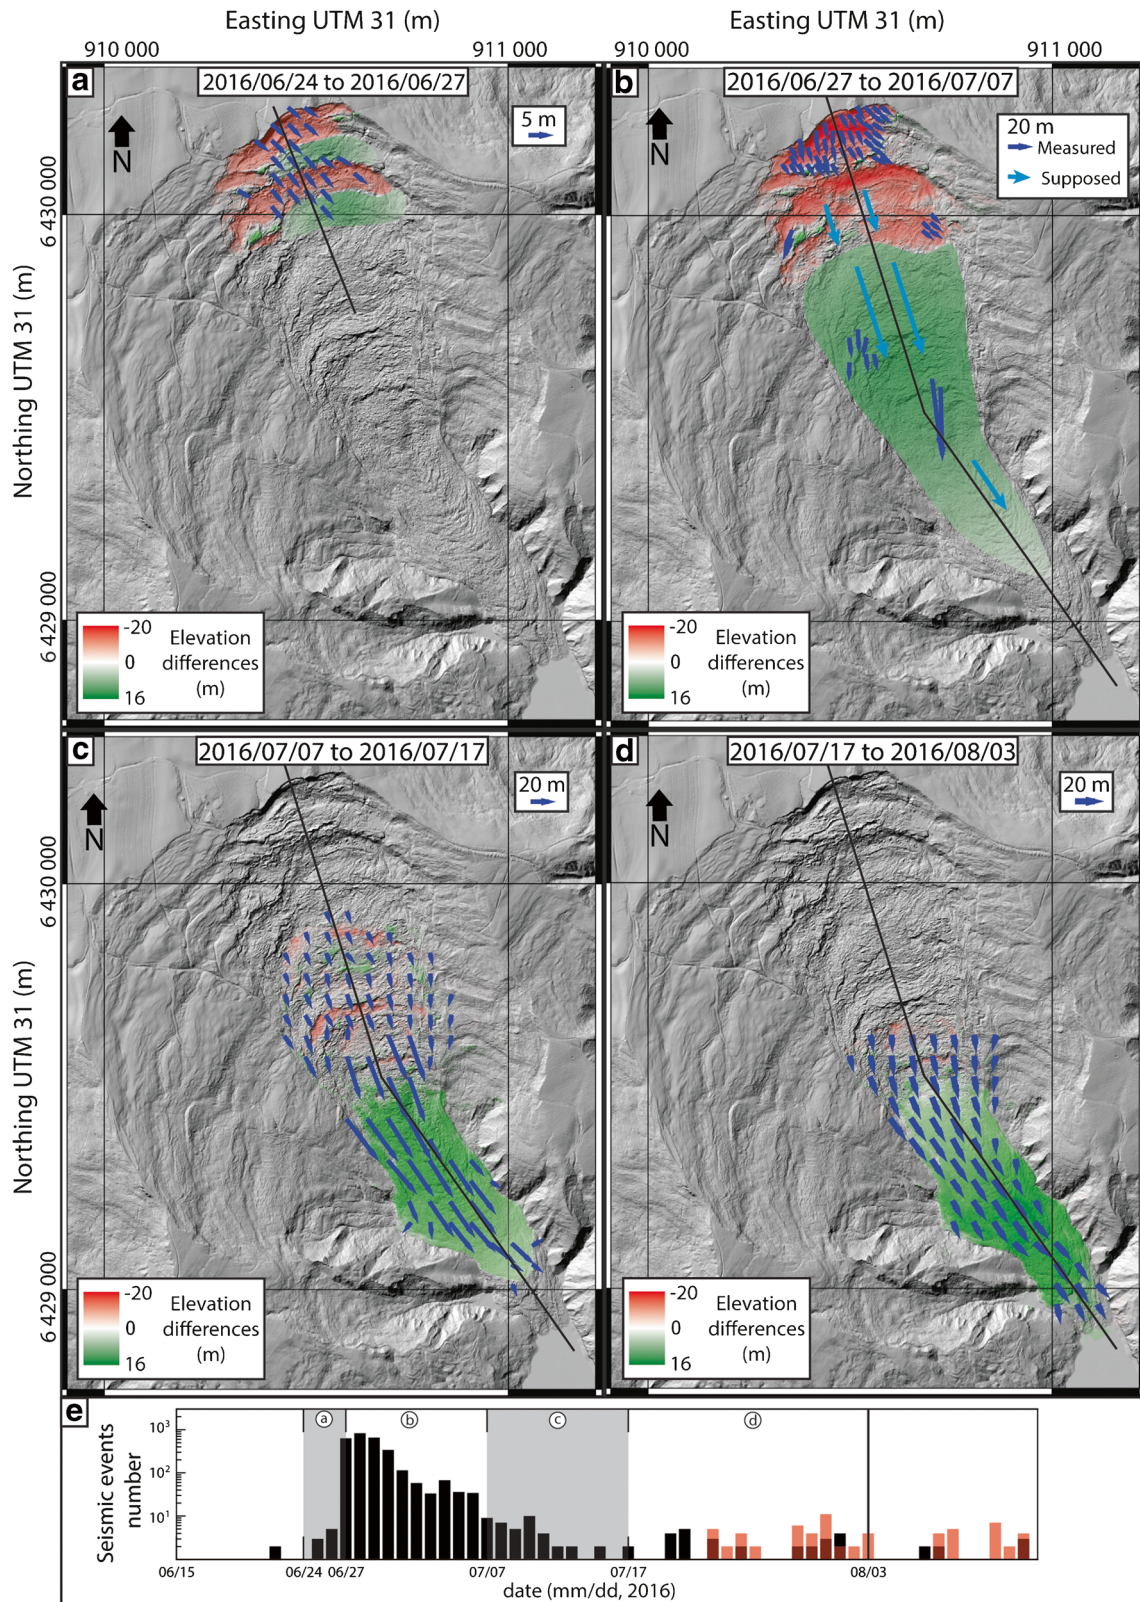 Easting UTM 31 (m)
Easting UTM 31 (m)
910 000
911 000
910 000
911 000
a
2016/06/24 to 2016/06/27
5 m
N
6 430 000
Northing UTM 31 (m)
6 429 000
-20
0
16
Elevation
differences
(m)
b
2016/06/27 to 2016/07/07
20 m
Measured
Supposed
N
-20
0
16
Elevation
differences
(m)
c
2016/07/07 to 2016/07/17
20 m
N
6 430 000
Northing UTM 31 (m)
6 429 000
-20
0
16
Elevation
differences
(m)
d
2016/07/17 to 2016/08/03
20 m
N
-20
0
16
Elevation
differences
(m)
e
a
b
c
d
Seismic events
number
10³
10²
10¹
06/15
06/24
06/27
07/07
07/17
08/03
date (mm/dd, 2016)